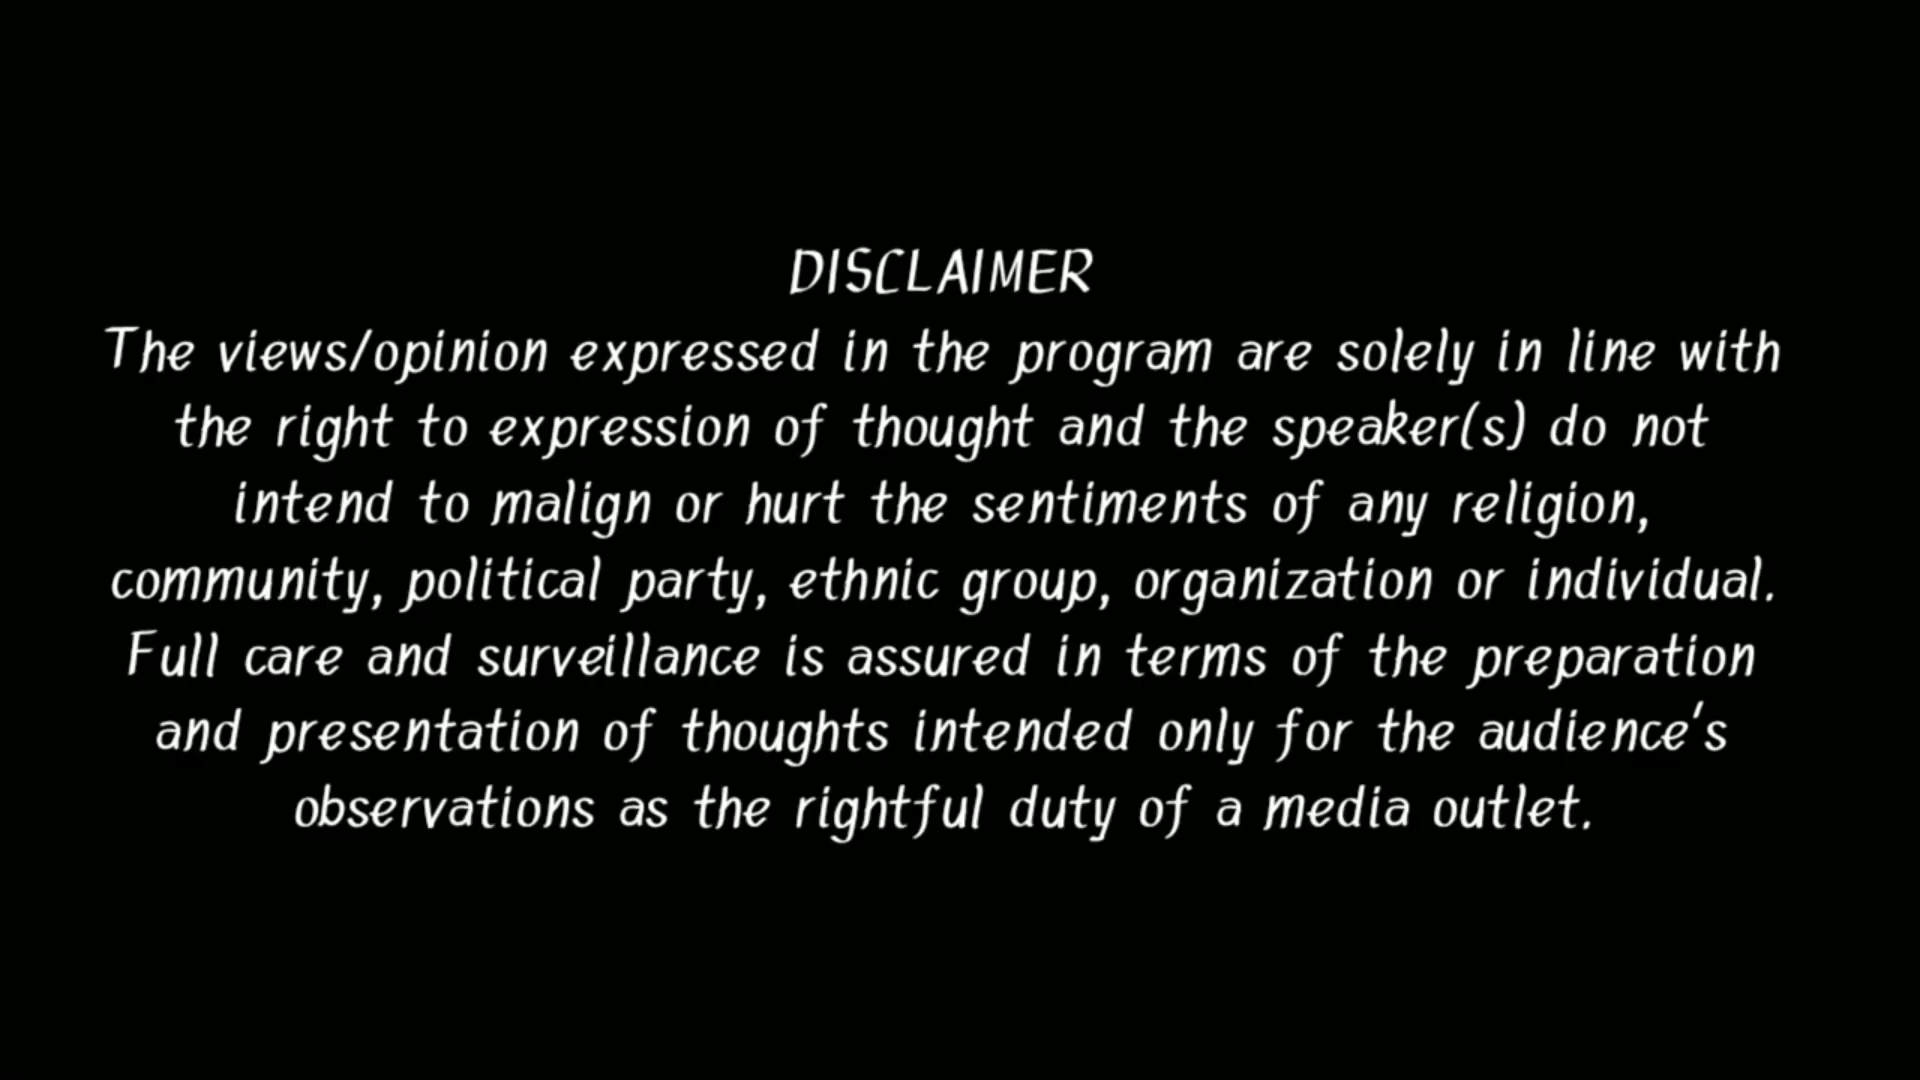 DISCLAIMER
The views/opinion expressed in the program are solely in line with
the right to expression of thought and the speaker(s) do not
intend to malign or hurt the sentiments of any religion,
community, political party, ethnic group, organization or individual.
Full care and surveillance is assured in terms of the preparation
and presentation of thoughts intended only for the audience's
observations as the rightful duty of a media outlet.